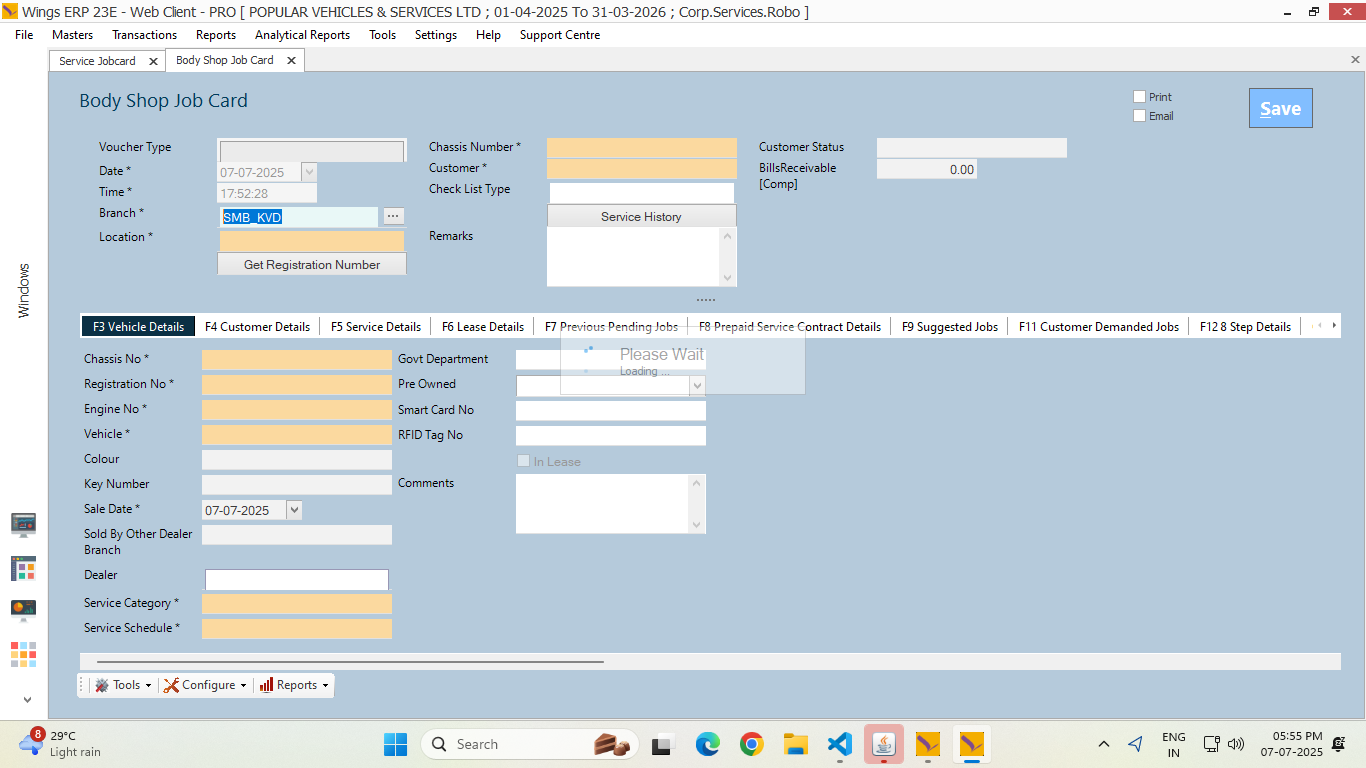 Wings ERP 23E - Web Client - PRO [ POPULAR VEHICLES & SERVICES LTD ; 01-04-2025 To 31-03-2026 ; Corp.Services.Robo ]
File Masters Transactions Reports Analytical Reports Tools Settings Help Support Centre
Service Jobcard Body Shop Job Card
Body Shop Job Card
Print
Email
Save
Voucher Type
Date *
07-07-2025
Time *
17:52:28
Branch *
SMB_KVD
...
Location *
Get Registration Number
Chassis Number *
Customer *
Check List Type
Service History
Remarks
Customer Status
BillsReceivable
[Comp]
0.00
Windows
F3 Vehicle Details F4 Customer Details F5 Service Details F6 Lease Details F7 Previous Pending Jobs F8 Prepaid Service Contract Details F9 Suggested Jobs F11 Customer Demanded Jobs F12 8 Step Details
Please Wait
Loading ...
Chassis No *
Registration No *
Engine No *
Vehicle *
Colour
Key Number
Sale Date *
07-07-2025
Sold By Other Dealer
Branch
Dealer
Service Category *
Service Schedule *
Govt Department
Pre Owned
Smart Card No
RFID Tag No
In Lease
Comments
Tools Configure Reports
8
29°C
Light rain
Search
ENG
IN
05:55 PM
07-07-2025